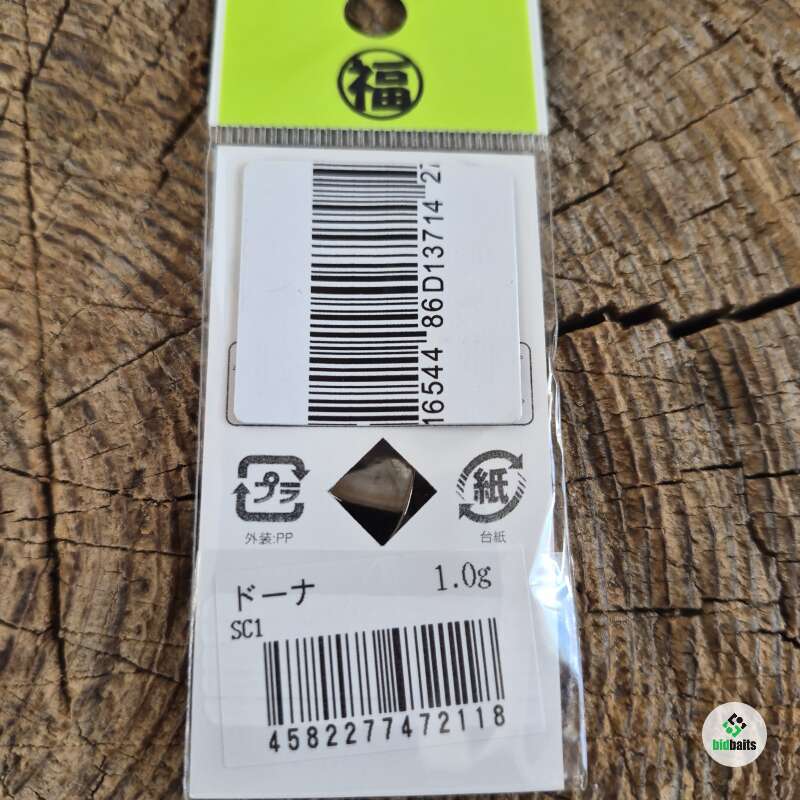 福
16544 86D13714 27
プラ
紙
外装:PP
台紙
ドーナ
1.0g
SC1
4582277472118
bidbaits